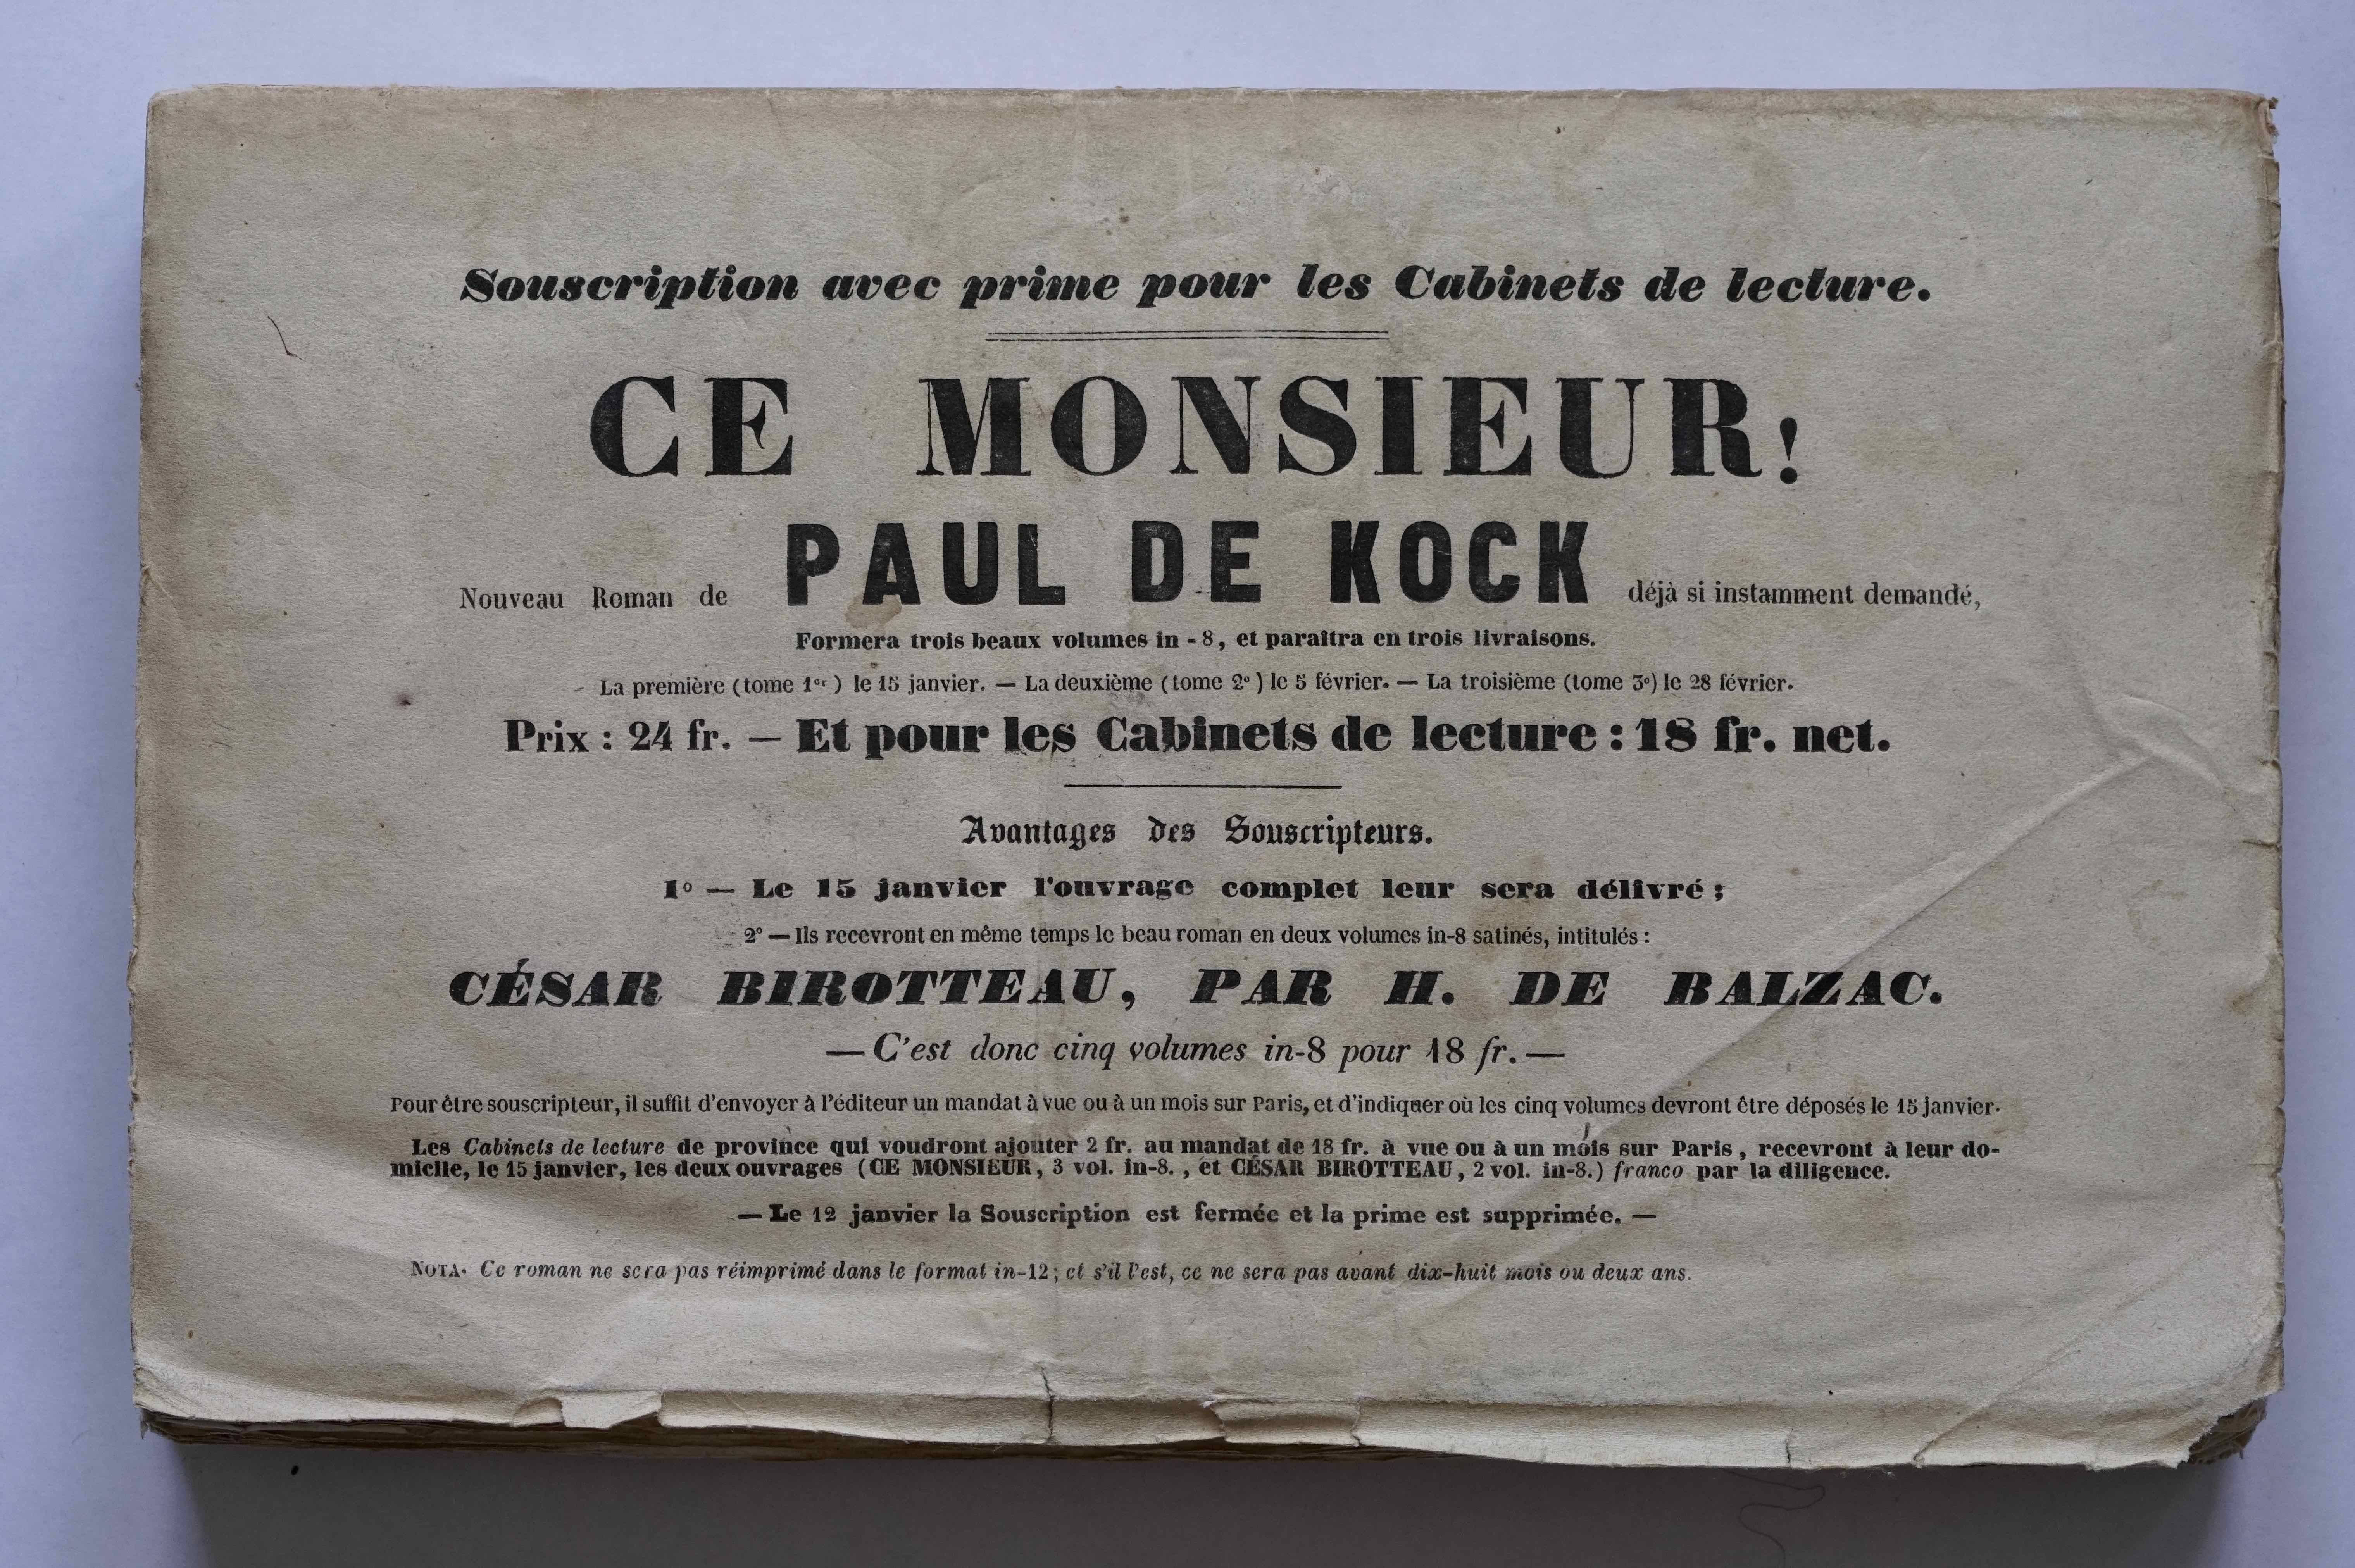 Souscription avec prime pour les Cabinets de lecture.
CE MONSIEUR!
Nouveau Roman de PAUL DE KOCK déjà si instamment demandé,
Formera trois beaux volumes in-8, et paraîtra en trois livraisons.
La première (tome 1er) le 15 janvier. — La deuxième (tome 2e) le 5 février. — La troisième (tome 3e) le 28 février.
Prix : 24 fr. — Et pour les Cabinets de lecture : 18 fr. net.
Avantages des Souscripteurs.
1o — Le 15 janvier l'ouvrage complet leur sera délivré ;
2o — Ils recevront en même temps le beau roman en deux volumes in-8 satinés, intitulés :
CÉSAR BIROTTEAU, PAR H. DE BALZAC.
— C'est donc cinq volumes in-8 pour 18 fr. —
Pour être souscripteur, il suffit d'envoyer à l'éditeur un mandat à vue ou à un mois sur Paris, et d'indiquer où les cinq volumes devront être déposés le 15 janvier.
Les Cabinets de lecture de province qui voudront ajouter 2 fr. au mandat de 18 fr. à vue ou à un mois sur Paris, recevront à leur do-
micile, le 15 janvier, les deux ouvrages (CE MONSIEUR, 3 vol. in-8., et CÉSAR BIROTTEAU, 2 vol. in-8.) franco par la diligence.
— Le 12 janvier la Souscription est fermée et la prime est supprimée. —
NOTA. Ce roman ne sera pas réimprimé dans le format in-12 ; et s'il l'est, ce ne sera pas avant dix-huit mois ou deux ans.